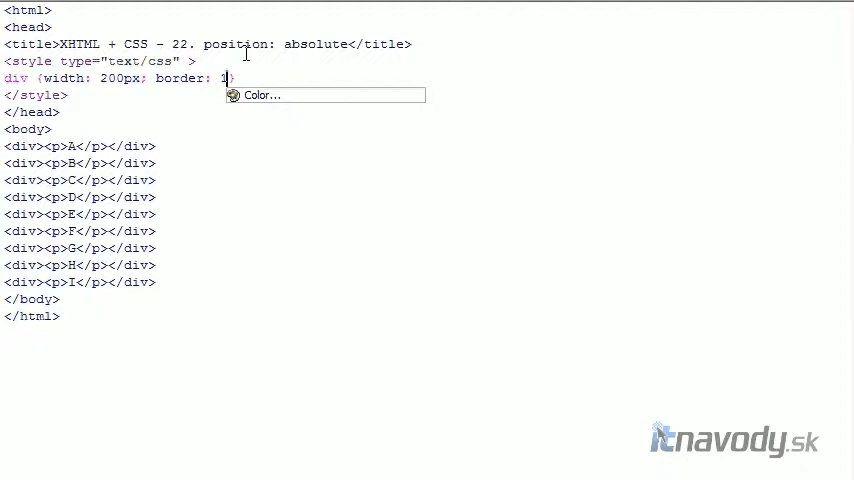 <html>
<head>
<title>XHTML + CSS - 22. position: absolute</title>
<style type="text/css" >
div {width: 200px; border: 1}
Color...
</style>
</head>
<body>
<div><p>A</p></div>
<div><p>B</p></div>
<div><p>C</p></div>
<div><p>D</p></div>
<div><p>E</p></div>
<div><p>F</p></div>
<div><p>G</p></div>
<div><p>H</p></div>
<div><p>I</p></div>
</body>
</html>
itnavody.sk